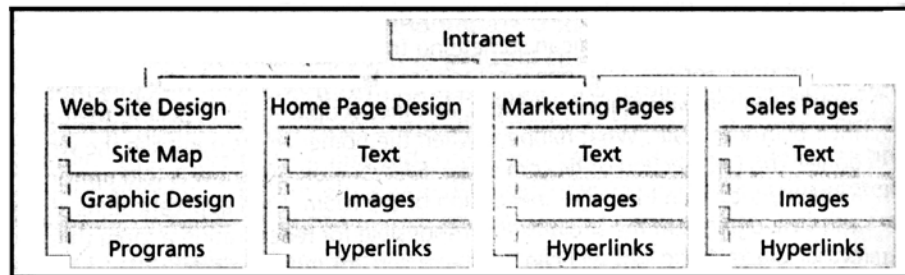 Intranet
Web Site Design Home Page Design Marketing Pages Sales Pages
Site Map Text Text Text
Graphic Design Images Images Images
Programs Hyperlinks Hyperlinks Hyperlinks